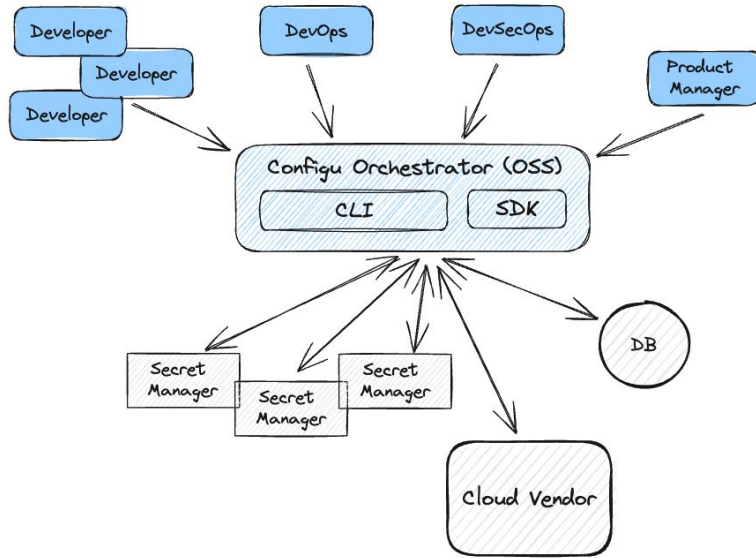 Developer
Developer
Developer
DevOps
DevSecOps
Product
Manager
Configu Orchestrator (OSS)
CLI
SDK
Secret
Manager
Secret
Manager
Secret
Manager
DB
Cloud Vendor